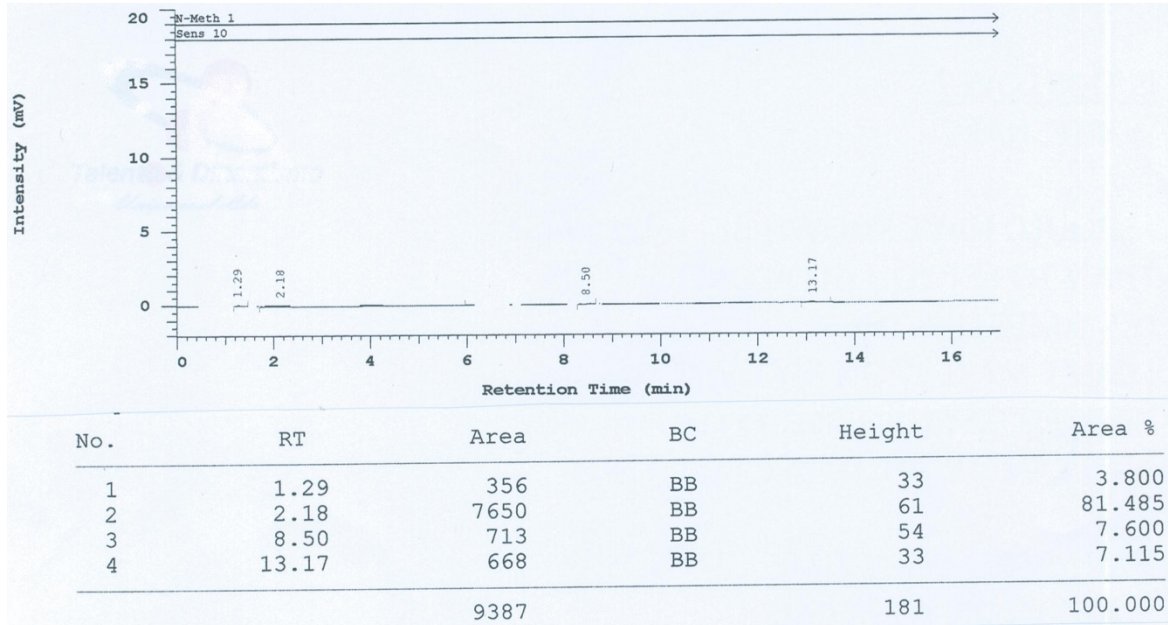 N-Meth 1
Sens 10
20
15
10
5
0
Intensity (mV)
1.29
2.18
8.50
13.17
0 2 4 6 8 10 12 14 16
Retention Time (min)
No. RT Area BC Height Area %
1 1.29 356 BB 33 3.800
2 2.18 7650 BB 61 81.485
3 8.50 713 BB 54 7.600
4 13.17 668 BB 33 7.115
9387 181 100.000